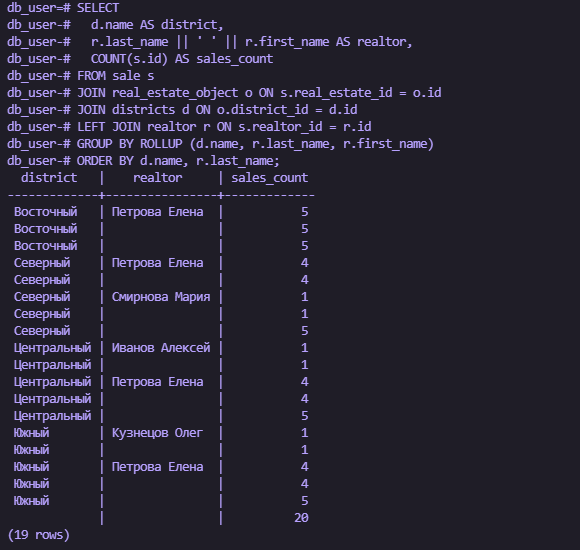 db_user=# SELECT
db_user-#   d.name AS district,
db_user-#   r.last_name || ' ' || r.first_name AS realtor,
db_user-#   COUNT(s.id) AS sales_count
db_user-# FROM sale s
db_user-# JOIN real_estate_object o ON s.real_estate_id = o.id
db_user-# JOIN districts d ON o.district_id = d.id
db_user-# LEFT JOIN realtor r ON s.realtor_id = r.id
db_user-# GROUP BY ROLLUP (d.name, r.last_name, r.first_name)
db_user-# ORDER BY d.name, r.last_name;
  district   |    realtor     | sales_count
-------------+----------------+-------------
 Восточный   | Петрова Елена  |           5
 Восточный   |                |           5
 Восточный   |                |           5
 Северный    | Петрова Елена  |           4
 Северный    |                |           4
 Северный    | Смирнова Мария |           1
 Северный    |                |           1
 Северный    |                |           5
 Центральный | Иванов Алексей |           1
 Центральный |                |           1
 Центральный | Петрова Елена  |           4
 Центральный |                |           4
 Центральный |                |           5
 Южный       | Кузнецов Олег  |           1
 Южный       |                |           1
 Южный       | Петрова Елена  |           4
 Южный       |                |           4
 Южный       |                |           5
             |                |          20
(19 rows)